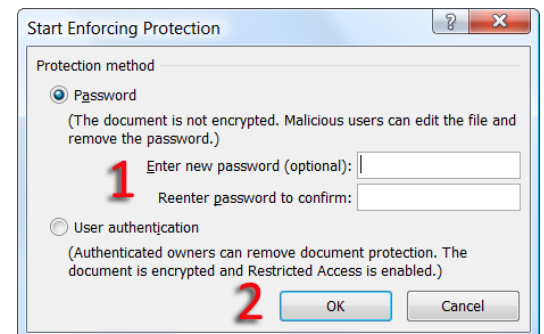 Start Enforcing Protection
Protection method
Password
(The document is not encrypted. Malicious users can edit the file and
remove the password.)
1
Enter new password (optional):
Reenter password to confirm:
User authentication
(Authenticated owners can remove document protection. The
document is encrypted and Restricted Access is enabled.)
2 OK Cancel